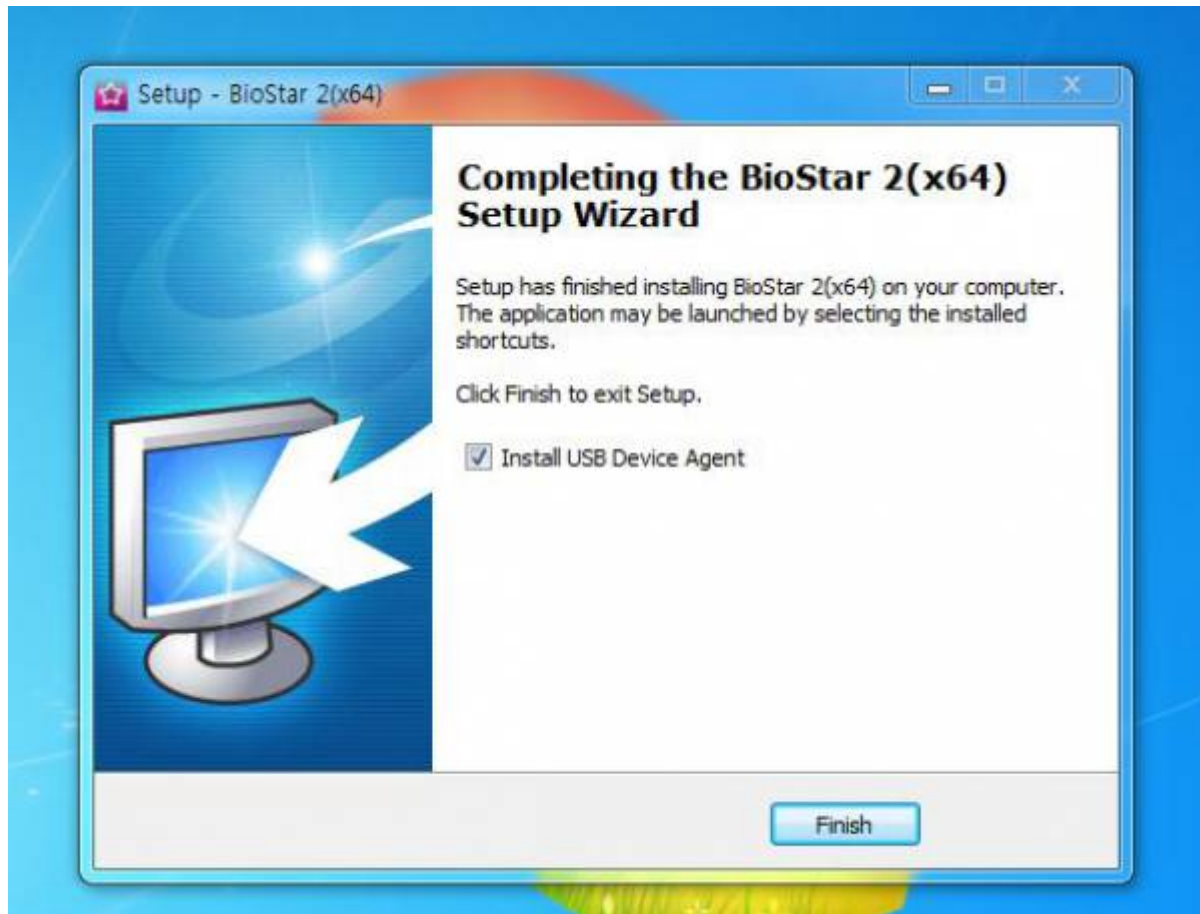 Setup - BioStar 2(x64)
Completing the BioStar 2(x64)
Setup Wizard
Setup has finished installing BioStar 2(x64) on your computer.
The application may be launched by selecting the installed
shortcuts.
Click Finish to exit Setup.
Install USB Device Agent
Finish